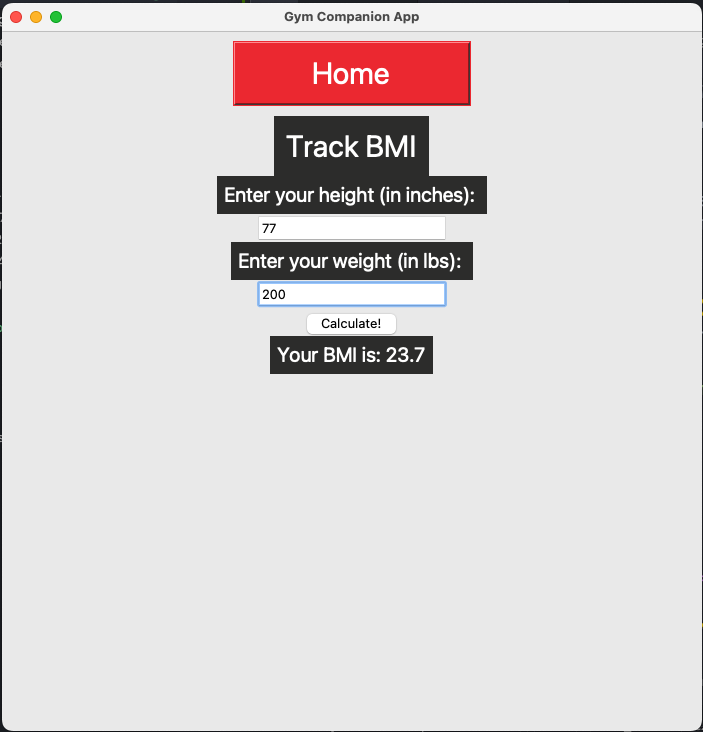 Gym Companion App
Home
Track BMI
Enter your height (in inches):
77
Enter your weight (in lbs):
200
Calculate!
Your BMI is: 23.7